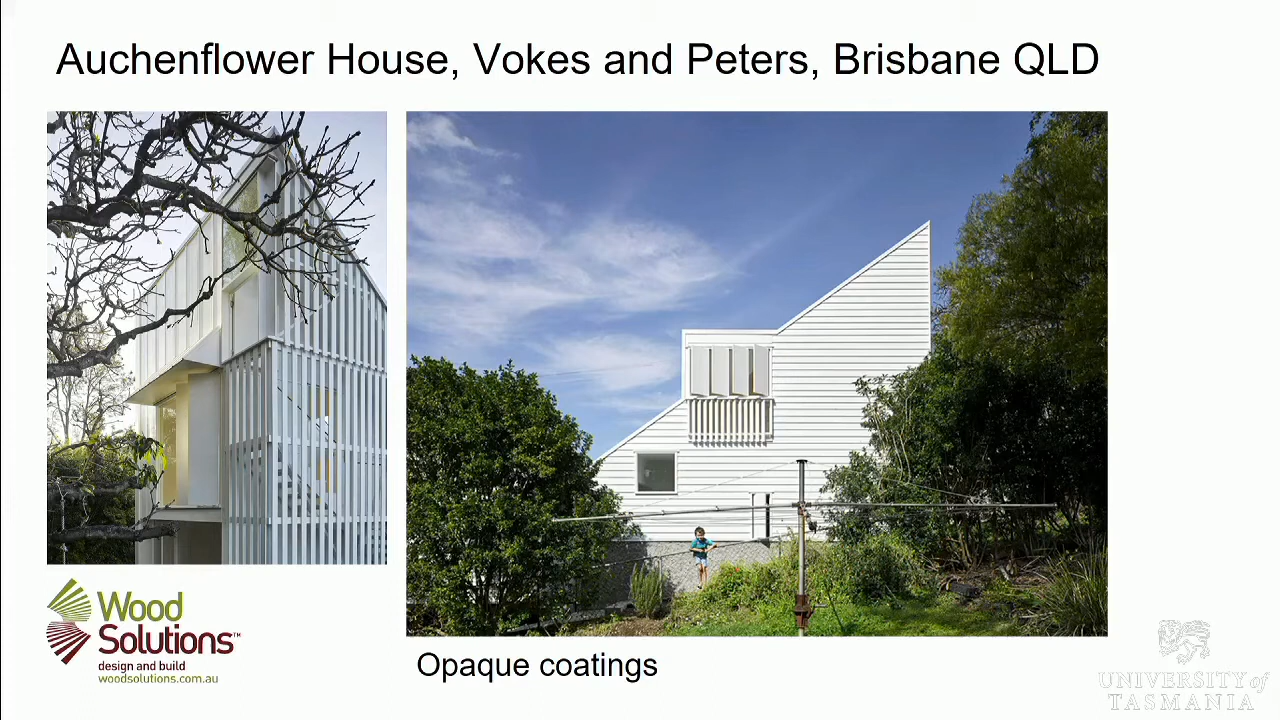 Auchenflower House, Vokes and Peters, Brisbane QLD
Wood
Solutions™
design and build
woodsolutions.com.au
Opaque coatings
UNIVERSITY of
TASMANIA